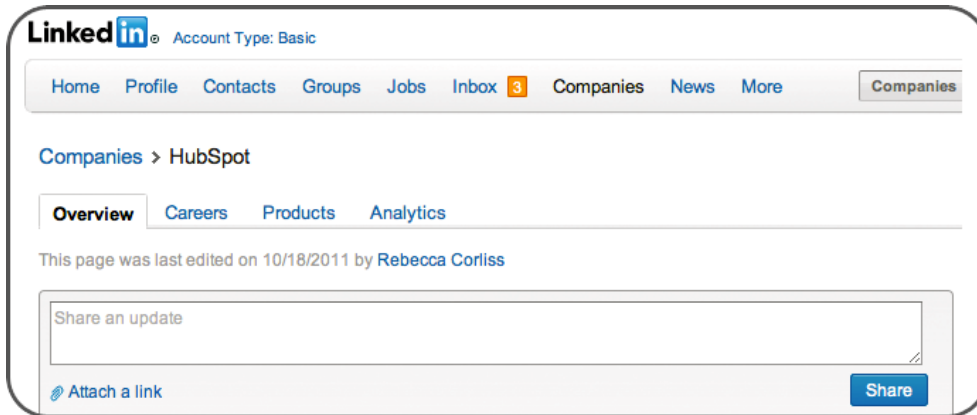 Linked in® Account Type: Basic
Home Profile Contacts Groups Jobs Inbox 3 Companies News More Companies
Companies > HubSpot
Overview Careers Products Analytics
This page was last edited on 10/18/2011 by Rebecca Corliss
Share an update
Attach a link Share